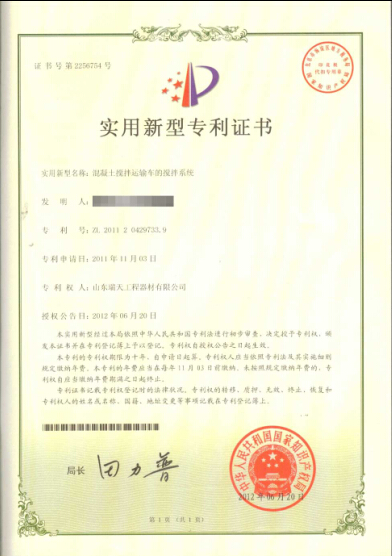 证书号第2256754号
实用新型专利证书
实用新型名称：混凝土搅拌运输车的搅拌系统
发明人：
专利号：ZL 2011 2 0429733.9
专利申请日：2011年11月03日
专利权人：山东瑞天工程器材有限公司
授权公告日：2012年06月20日
本实用新型经过本局依照中华人民共和国专利法进行初步审查，决定授予专利权，颁
发本证书并在专利登记簿上予以登记。专利权自授权公告之日起生效。
本专利的专利权期限为十年，自申请日起算。专利权人应当依照专利法及其实施细则
规定缴纳年费。本专利的年费应当在每年11月03日前缴纳。未按照规定缴纳年费的，专利
权自应当缴纳年费期满之日起终止。
专利证书记载专利权登记时的法律状况。专利权的转移、质押、无效、终止、恢复和
专利权人的姓名或名称、国籍、地址变更等事项记载在专利登记簿上。
局长 田力普
中华人民共和国国家知识产权局
2012年06月20日
第1页（共1页）